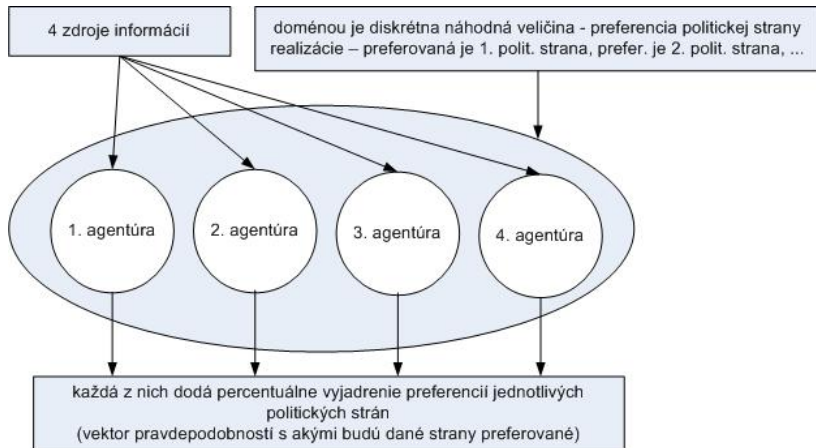 4 zdroje informácií
doménou je diskrétna náhodná veličina - preferencia politickej strany
realizácie – preferovaná je 1. polit. strana, prefer. je 2. polit. strana, ...
1. agentúra
2. agentúra
3. agentúra
4. agentúra
každá z nich dodá percentuálne vyjadrenie preferencií jednotlivých
politických strán
(vektor pravdepodobností s akými budú dané strany preferované)